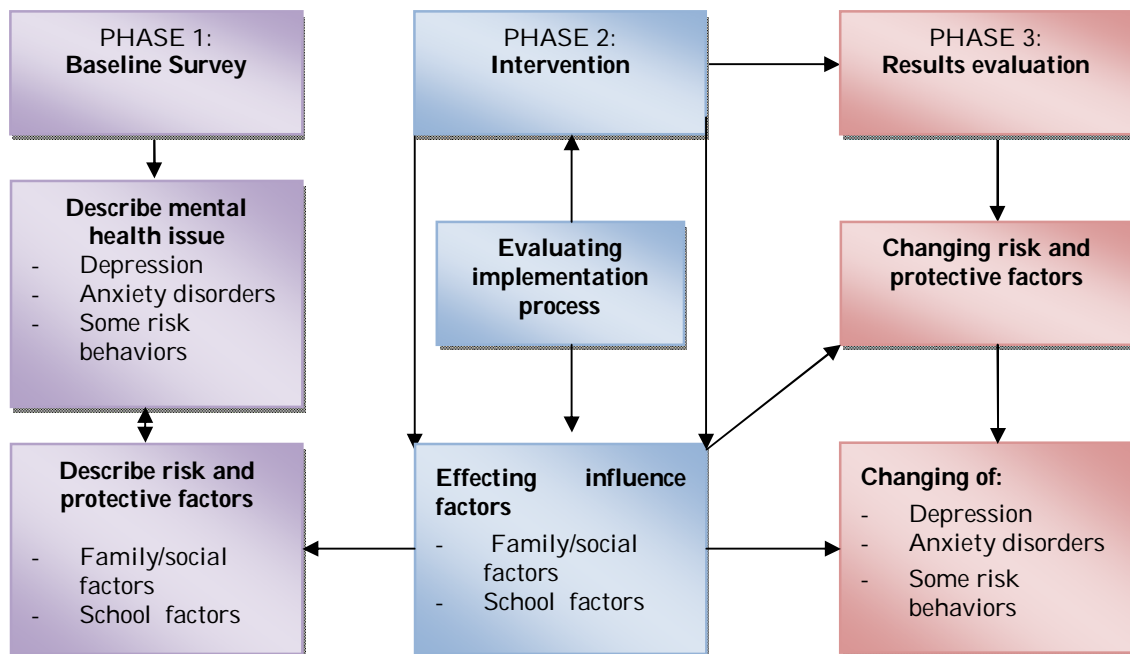 PHASE 1:
Baseline Survey
Describe mental
health issue
- Depression
- Anxiety disorders
- Some risk
behaviors
Describe risk and
protective factors
- Family/social
factors
- School factors
PHASE 2:
Intervention
Evaluating
implementation
process
Effecting influence
factors
- Family/social
factors
- School factors
PHASE 3:
Results evaluation
Changing risk and
protective factors
Changing of:
- Depression
- Anxiety disorders
- Some risk
behaviors